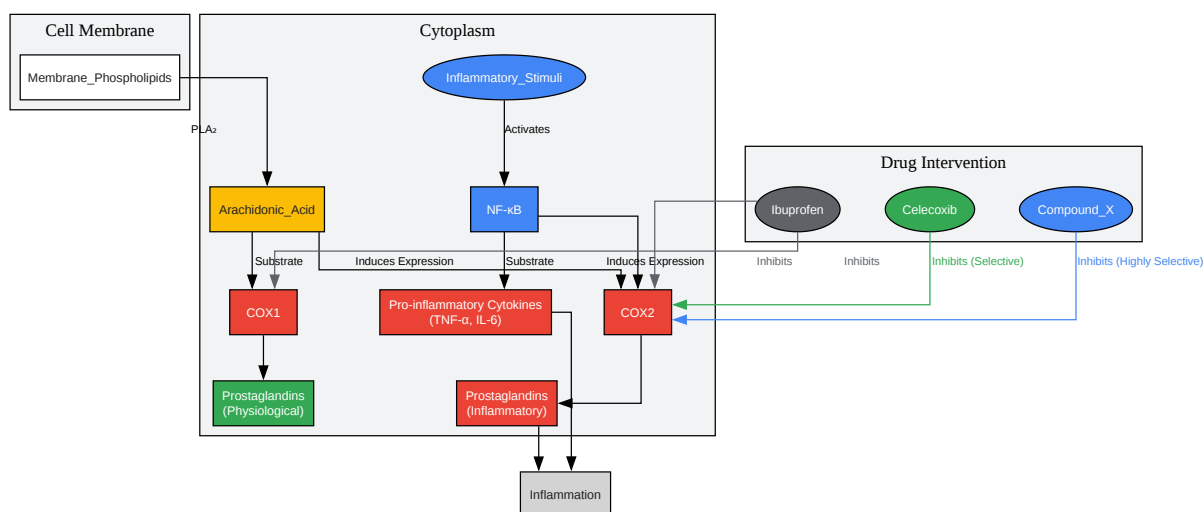 Cell Membrane
Cytoplasm
Membrane_Phospholipids
Inflammatory_Stimuli
PLA₂
Activates
Drug Intervention
Arachidonic_Acid
NF-κB
Ibuprofen
Celecoxib
Compound_X
Substrate
Induces Expression
Substrate
Induces Expression
Inhibits
Inhibits
Inhibits (Selective)
Inhibits (Highly Selective)
COX1
Pro-inflammatory Cytokines
(TNF-α, IL-6)
COX2
Prostaglandins
(Physiological)
Prostaglandins
(Inflammatory)
Inflammation